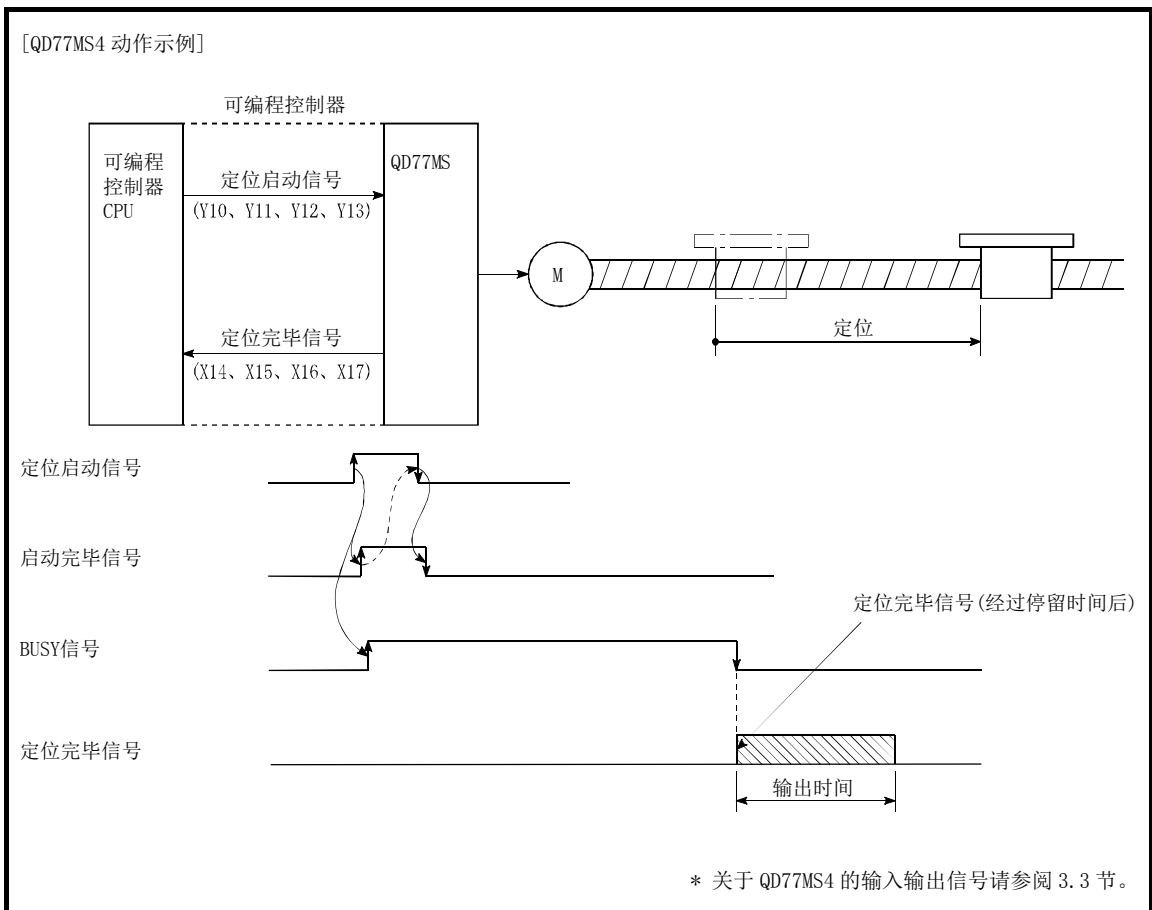 [QD77MS4 动作示例]
可编程控制器
可编程
控制器
CPU
定位启动信号
(Y10、Y11、Y12、Y13)
QD77MS
M
定位完毕信号
(X14、X15、X16、X17)
定位
定位启动信号
启动完毕信号
定位完毕信号(经过停留时间后)
BUSY信号
定位完毕信号
输出时间
* 关于 QD77MS4 的输入输出信号请参阅 3.3 节。